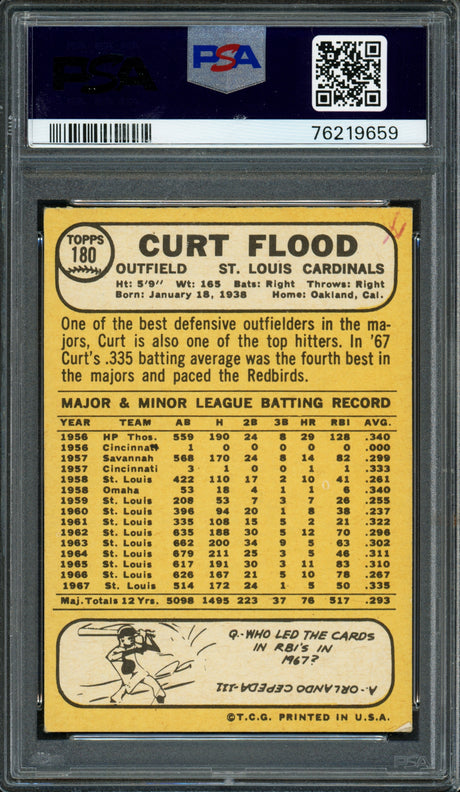 PSA
PSA
76219659
TOPPS
180
CURT FLOOD
OUTFIELD ST. LOUIS CARDINALS
Ht: 5'9" Wt: 165 Bats: Right Throws: Right
Born: January 18, 1938 Home: Oakland, Cal.
One of the best defensive outfielders in the ma-
jors, Curt is also one of the top hitters. In '67
Curt's .335 batting average was the fourth best in
the majors and paced the Redbirds.
MAJOR & MINOR LEAGUE BATTING RECORD
YEAR TEAM AB H 2B 3B HR RBI AVG.
1956 HP Thos. 559 190 24 8 29 128 .340
1956 Cincinnati 1 0 0 0 0 0 .000
1957 Savannah 568 170 24 8 14 82 .299
1957 Cincinnati 3 1 0 0 1 1 .333
1958 St. Louis 422 110 17 2 10 41 .261
1958 Omaha 53 18 4 1 1 6 .340
1959 St. Louis 208 53 7 3 7 26 .255
1960 St. Louis 396 94 20 1 8 38 .237
1961 St. Louis 335 108 15 5 2 21 .322
1962 St. Louis 635 188 30 5 12 70 .296
1963 St. Louis 662 200 34 9 5 63 .302
1964 St. Louis 679 211 25 3 5 46 .311
1965 St. Louis 617 191 30 3 11 83 .310
1966 St. Louis 626 167 21 5 10 78 .267
1967 St. Louis 514 172 24 1 5 50 .335
Maj. Totals 12 Yrs. 5098 1495 223 37 76 517 .293
Q-WHO LED THE CARDS
IN RBI'S IN
1967?
A-ORLANDO CEPEDA-111
©T.C.G. PRINTED IN U.S.A.
PSA